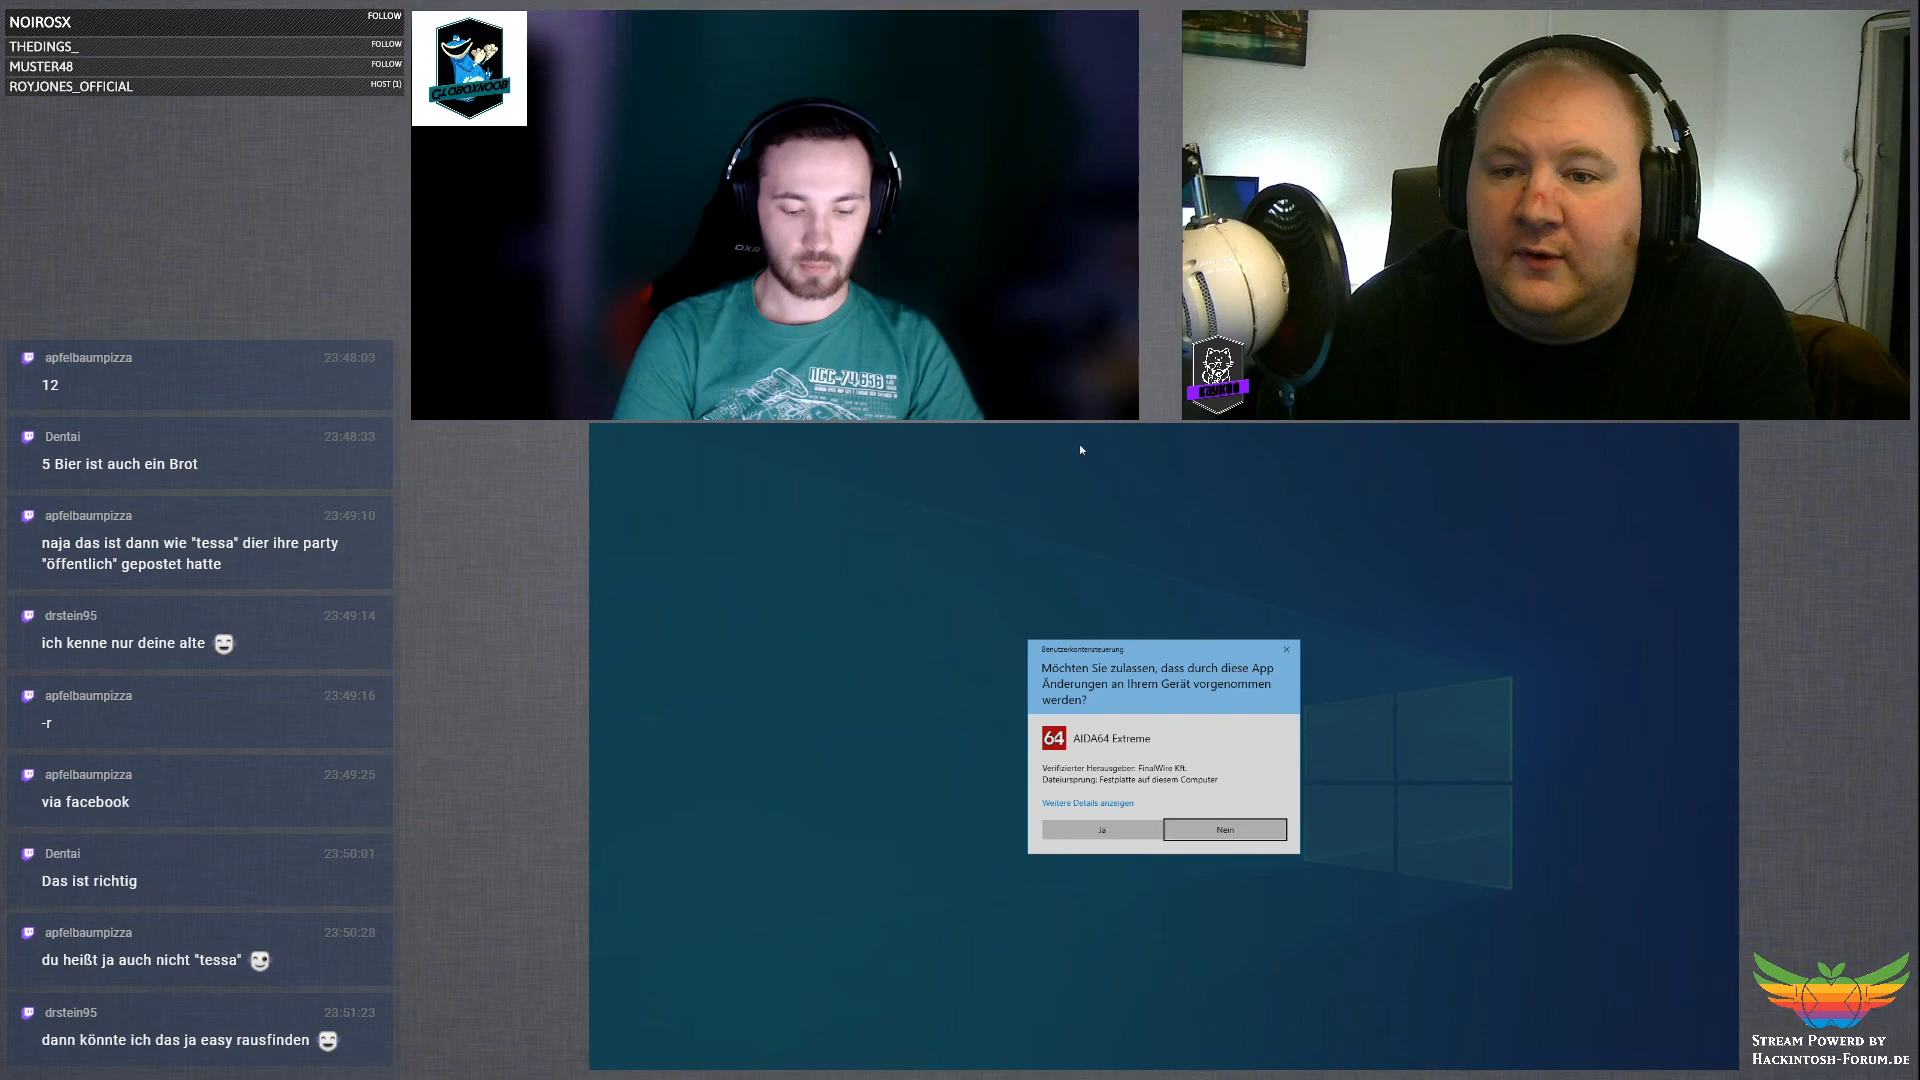 NOIROSX FOLLOW
THEDINGS_ FOLLOW
MUSTER48 FOLLOW
ROYJONES_OFFICIAL HOST (1)
GLOBOXNOOB
DXR
NCC-74656
apfelbaumpizza 23:48:03
12
Dentai 23:48:33
5 Bier ist auch ein Brot
apfelbaumpizza 23:49:10
naja das ist dann wie "tessa" dier ihre party
"öffentlich" gepostet hatte
drstein95 23:49:14
ich kenne nur deine alte
apfelbaumpizza 23:49:16
-r
apfelbaumpizza 23:49:25
via facebook
Dentai 23:50:01
Das ist richtig
apfelbaumpizza 23:50:28
du heißt ja auch nicht "tessa"
drstein95 23:51:23
dann könnte ich das ja easy rausfinden
Benutzerkontensteuerung
Möchten Sie zulassen, dass durch diese App
Änderungen an Ihrem Gerät vorgenommen
werden?
64 AIDA64 Extreme
Verifizierter Herausgeber: FinalWire Kft.
Dateiursprung: Festplatte auf diesem Computer
Weitere Details anzeigen
Ja Nein
STREAM POWERD BY
HACKINTOSH-FORUM.DE